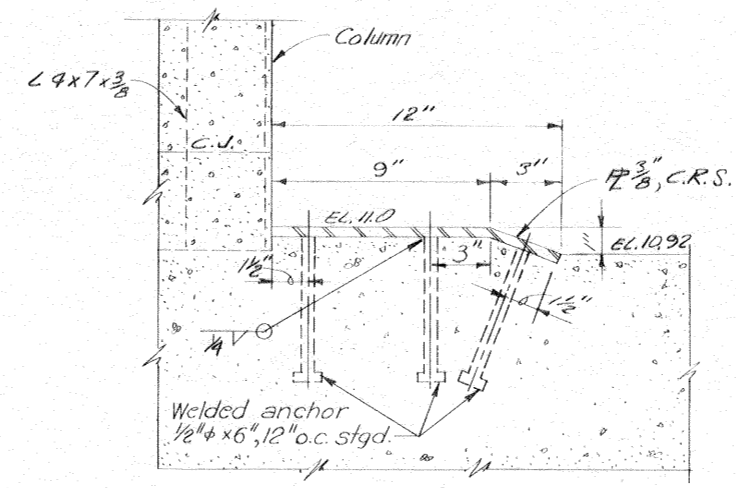 Column
L 4x7x3/8
12"
C.J.
9"
3"
PL 3/8", C.R.S.
EL. 11.0
1"
EL. 10.92
3"
1 1/2"
1 1/2"
1/4
Welded anchor
1/2"φ x 6", 12" o.c. stgd.